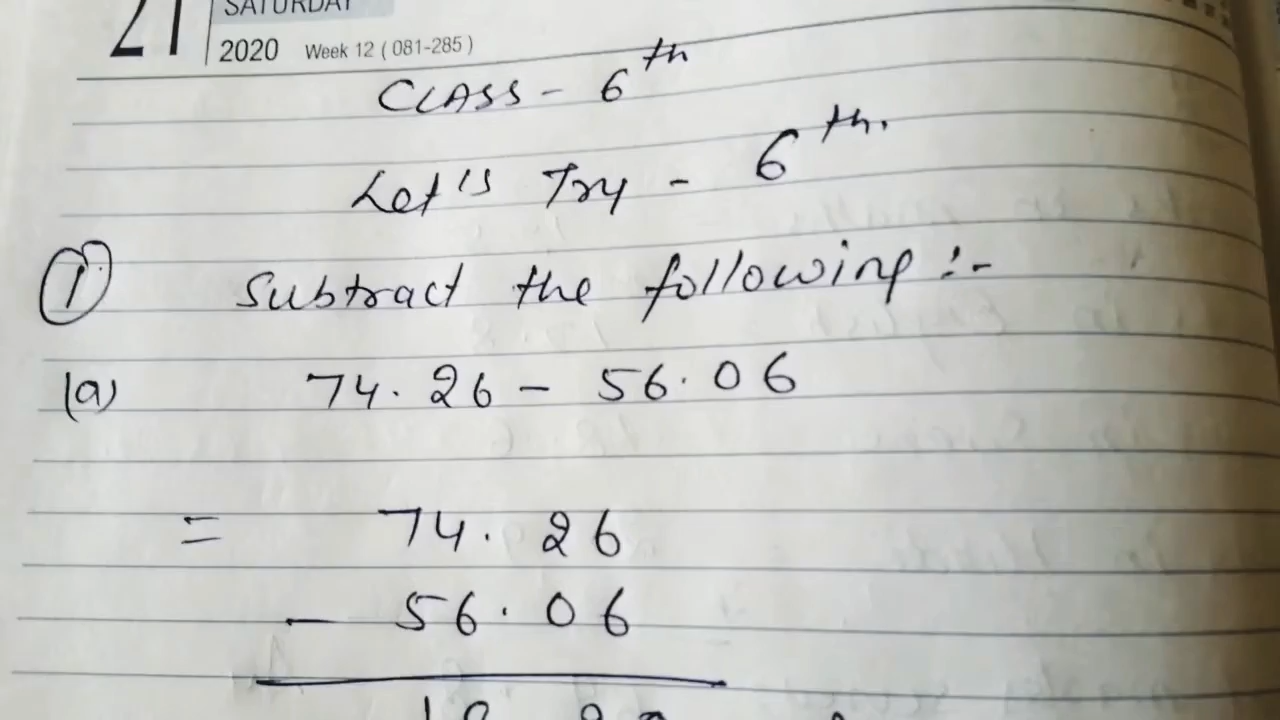 21 SATURDAY
2020 Week 12 ( 081-285 )
CLASS - 6th
Let's Try - 6th.
1 Subtract the following :-
(a) 74.26 - 56.06
= 74.26
- 56.06